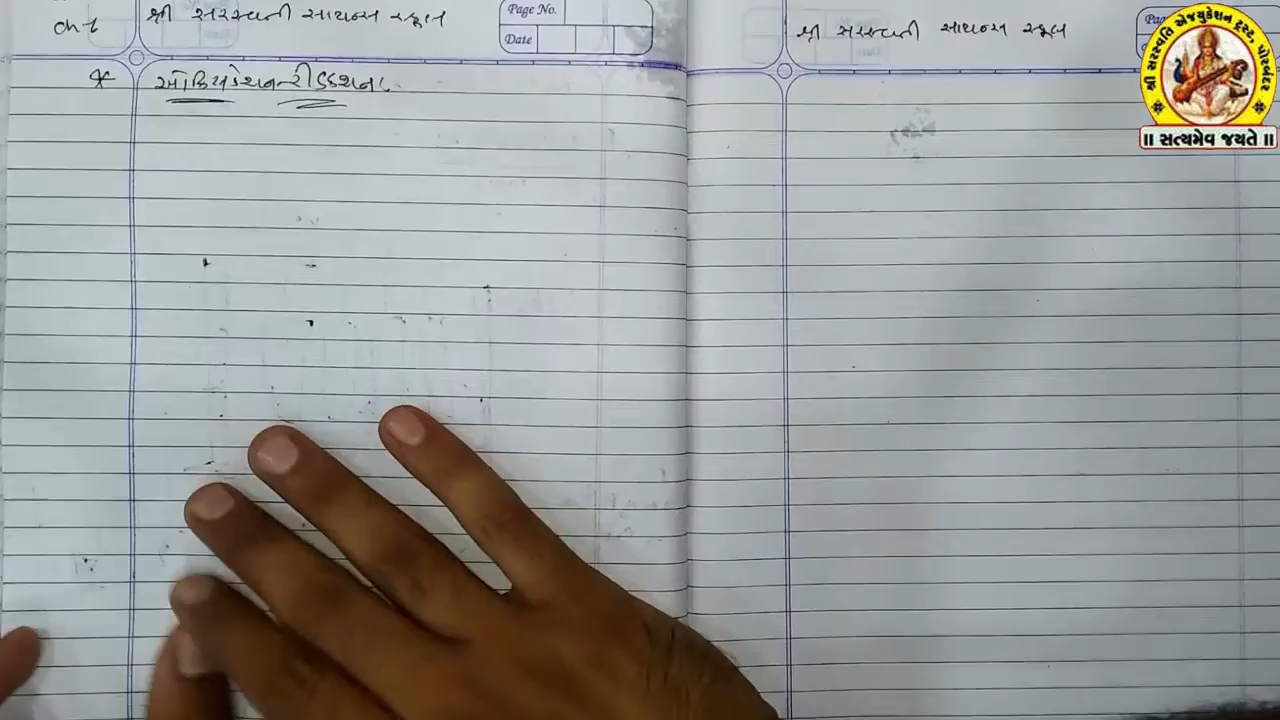 ch-1
શ્રી સરસ્વતી સાયન્સ સ્કૂલ
Page No.
Date
* ઓક્સિડેશન-રીડક્શન :
શ્રી સરસ્વતી સાયન્સ સ્કૂલ
શ્રી સરસ્વતિ એજ્યુકેશન ટ્રસ્ટ, પોરબંદર
॥ સત્યમેવ જયતે ॥